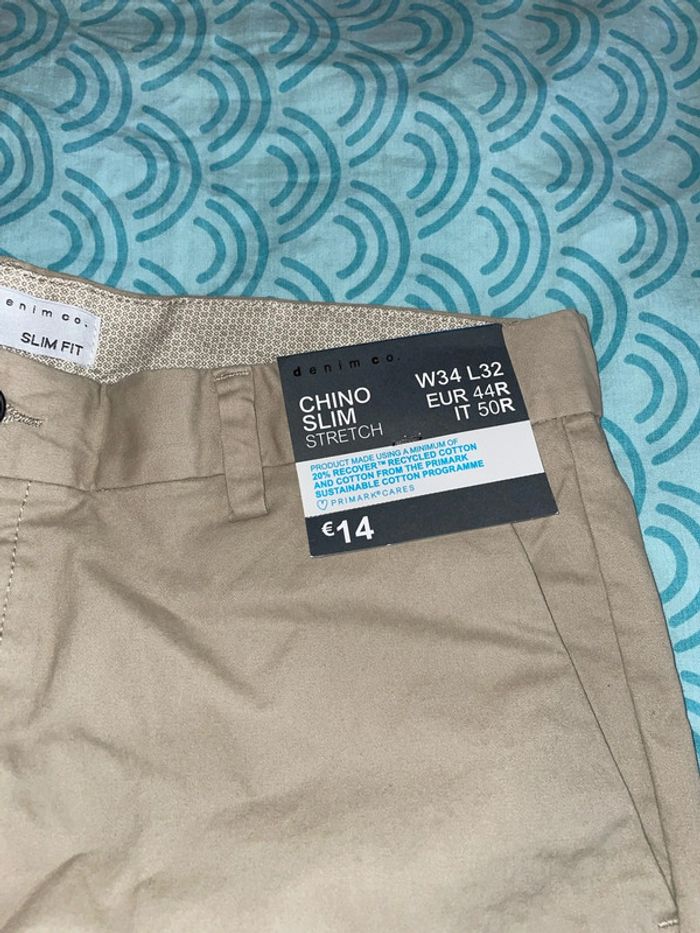 enim co.
SLIM FIT
denim co.
CHINO
SLIM
STRETCH
W34 L32
EUR 44R
IT 50R
PRODUCT MADE USING A MINIMUM OF
20% RECOVER™ RECYCLED COTTON
AND COTTON FROM THE PRIMARK
SUSTAINABLE COTTON PROGRAMME
PRIMARK®CARES
€14